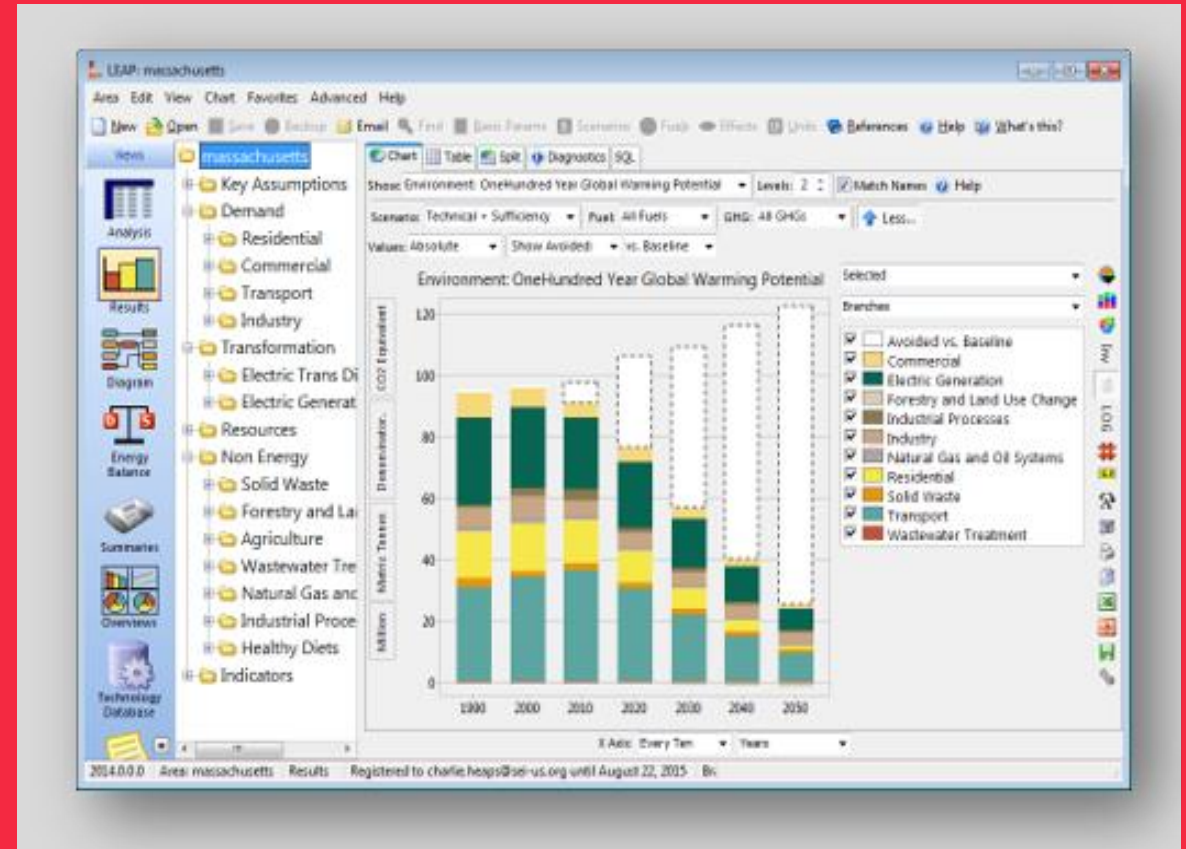 LEAP: massachusetts
Area Edit View Chart Favorites Advanced Help
New Open Save Backup Email Find Basic Params Scenarios Fuels Effects Units References Help What's this?
Views
Analysis
Results
Diagram
Energy Balance
Summaries
Overviews
Technology Database
massachusetts
Key Assumptions
Demand
Residential
Commercial
Transport
Industry
Transformation
Electric Trans Di
Electric Generat
Resources
Non Energy
Solid Waste
Forestry and La
Agriculture
Wastewater Tre
Natural Gas and
Industrial Proce
Healthy Diets
Indicators
Chart Table Split Diagnostics SQL
Show: Environment: OneHundred Year Global Warming Potential Levels: 2 Match Names Help
Scenario: Technical + Sufficiency Fuel: All Fuels GHG: All GHGs Less...
Values: Absolute Show Avoided: vs. Baseline
Environment: OneHundred Year Global Warming Potential
CO2 Equivalent
Denominator.
Metric Tonnes
Million
120
100
80
60
40
20
0
1990 2000 2010 2020 2030 2040 2050
X Axis: Every Ten Years
Selected
Branches
Avoided vs. Baseline
Commercial
Electric Generation
Forestry and Land Use Change
Industrial Processes
Industry
Natural Gas and Oil Systems
Residential
Solid Waste
Transport
Wastewater Treatment
Inv
LOG
2014.0.0.0 Area: massachusetts Results Registered to charlie.heaps@sei-us.org until August 22, 2015